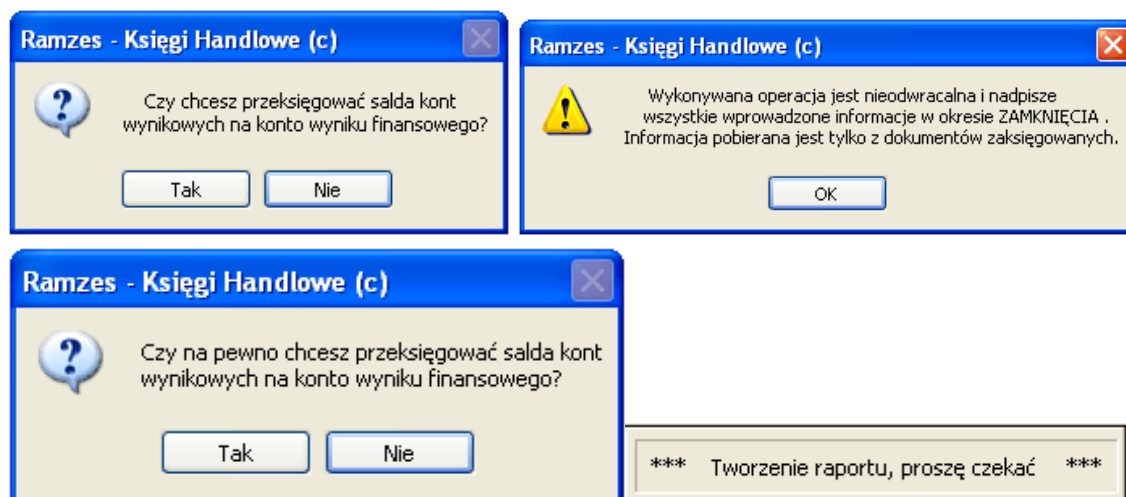 Ramzes - Księgi Handlowe (c)
Czy chcesz przeksięgować salda kont
wynikowych na konto wyniku finansowego?
Tak Nie
Ramzes - Księgi Handlowe (c)
Wykonywana operacja jest nieodwracalna i nadpisze
wszystkie wprowadzone informacje w okresie ZAMKNIĘCIA .
Informacja pobierana jest tylko z dokumentów zaksięgowanych.
OK
Ramzes - Księgi Handlowe (c)
Czy na pewno chcesz przeksięgować salda kont
wynikowych na konto wyniku finansowego?
Tak Nie
*** Tworzenie raportu, proszę czekać ***